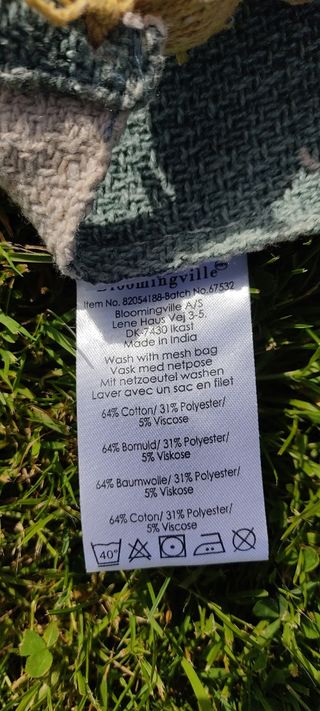 Bloomingville
Item No. 82054188-Batch No.67532
Bloomingville A/S
Lene Haus Vej 3-5.
DK-7430 Ikast
Made in India
Wash with mesh bag
Vask med netpose
Mit netzoeutel washen
Laver avec un sac en filet
64% Cotton/ 31% Polyester/
5% Viscose
64% Bomuld/ 31% Polyester/
5% Viskose
64% Baumwolle/ 31% Polyester/
5% Viskose
64% Coton/ 31% Polyester/
5% Viscose
40°